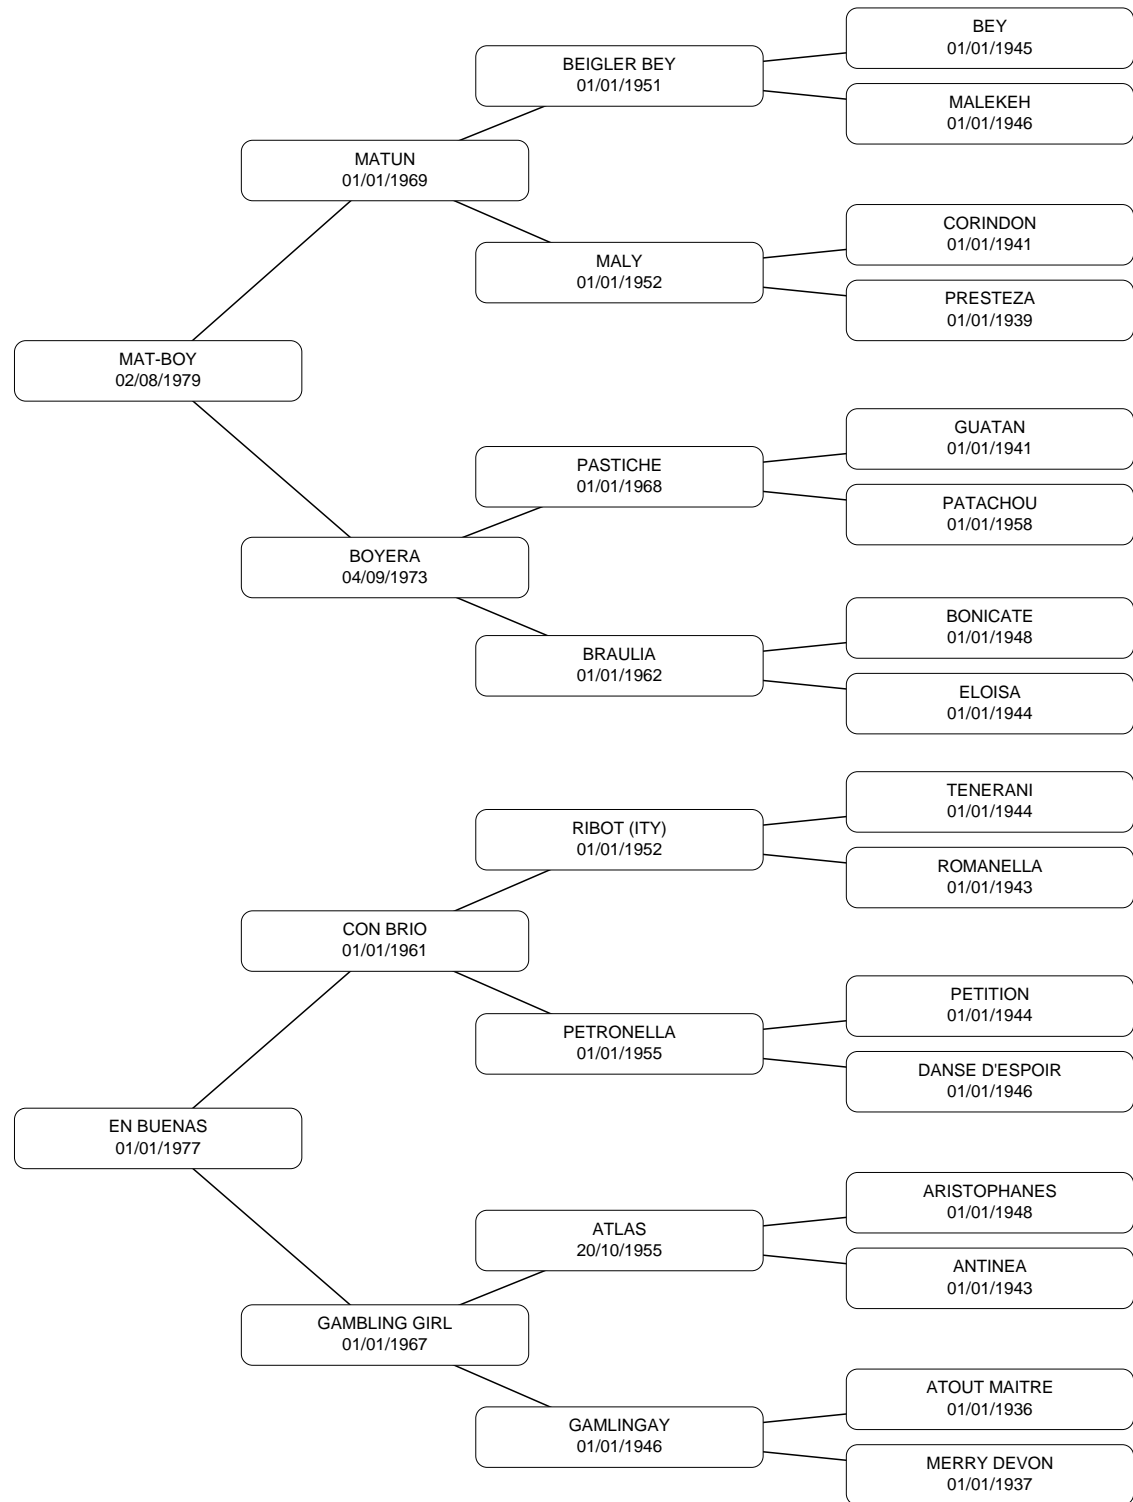 BEY
01/01/1945
BEIGLER BEY
01/01/1951
MALEKEH
01/01/1946
MATUN
01/01/1969
CORINDON
01/01/1941
MALY
01/01/1952
PRESTEZA
01/01/1939
MAT-BOY
02/08/1979
GUATAN
01/01/1941
PASTICHE
01/01/1968
PATACHOU
01/01/1958
BOYERA
04/09/1973
BONICATE
01/01/1948
BRAULIA
01/01/1962
ELOISA
01/01/1944
TENERANI
01/01/1944
RIBOT (ITY)
01/01/1952
ROMANELLA
01/01/1943
CON BRIO
01/01/1961
PETITION
01/01/1944
PETRONELLA
01/01/1955
DANSE D'ESPOIR
01/01/1946
EN BUENAS
01/01/1977
ARISTOPHANES
01/01/1948
ATLAS
20/10/1955
ANTINEA
01/01/1943
GAMBLING GIRL
01/01/1967
ATOUT MAITRE
01/01/1936
GAMLINGAY
01/01/1946
MERRY DEVON
01/01/1937